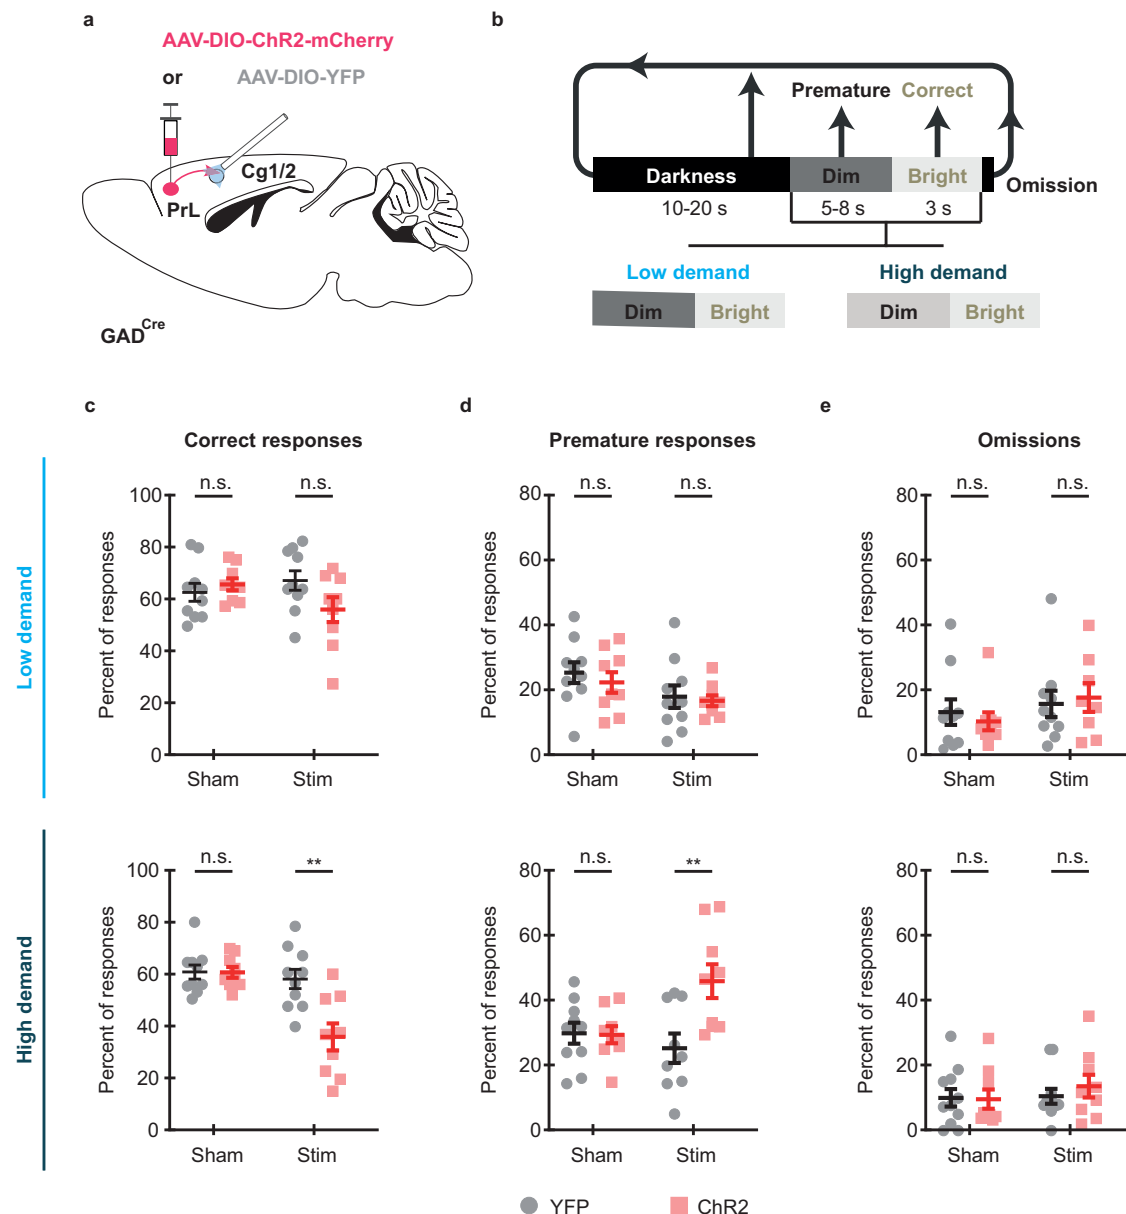 a
AAV-DIO-ChR2-mCherry
or
AAV-DIO-YFP
Cg1/2
PrL
GAD^Cre
b
Premature Correct
Darkness Dim Bright Omission
10-20 s 5-8 s 3 s
Low demand High demand
Dim Bright Dim Bright
c
Correct responses
d
Premature responses
e
Omissions
Low demand
Percent of responses
100
80
60
40
20
0
n.s. n.s.
Sham Stim
Percent of responses
80
60
40
20
0
n.s. n.s.
Sham Stim
Percent of responses
80
60
40
20
0
n.s. n.s.
Sham Stim
High demand
Percent of responses
100
80
60
40
20
0
n.s. **
Sham Stim
Percent of responses
80
60
40
20
0
n.s. **
Sham Stim
Percent of responses
80
60
40
20
0
n.s. n.s.
Sham Stim
YFP ChR2